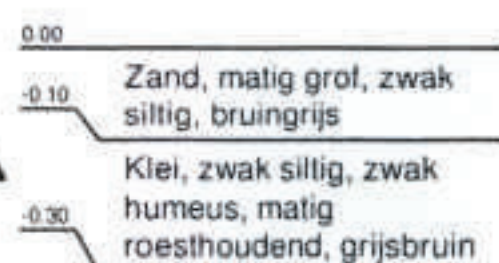 0.00
Zand, matig grof, zwak
-0.10
siltig, bruingrijs
Klei, zwak siltig, zwak
-0.30
humeus, matig
roesthoudend, grijsbruin